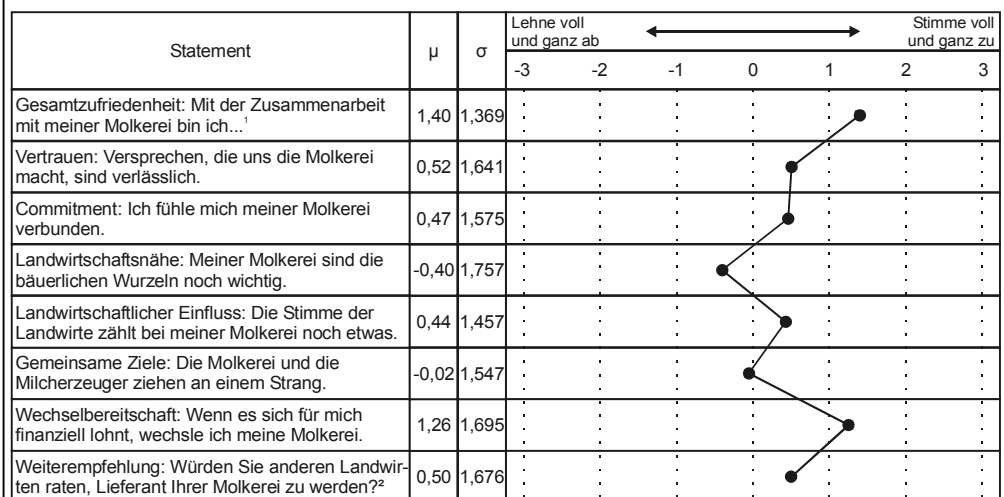 Statement μ σ Lehne voll und ganz ab Stimme voll und ganz zu
-3 -2 -1 0 1 2 3
Gesamtzufriedenheit: Mit der Zusammenarbeit
mit meiner Molkerei bin ich...¹ 1,40 1,369
Vertrauen: Versprechen, die uns die Molkerei
macht, sind verlässlich. 0,52 1,641
Commitment: Ich fühle mich meiner Molkerei
verbunden. 0,47 1,575
Landwirtschaftsnähe: Meiner Molkerei sind die
bäuerlichen Wurzeln noch wichtig. -0,40 1,757
Landwirtschaftlicher Einfluss: Die Stimme der
Landwirte zählt bei meiner Molkerei noch etwas. 0,44 1,457
Gemeinsame Ziele: Die Molkerei und die
Milcherzeuger ziehen an einem Strang. -0,02 1,547
Wechselbereitschaft: Wenn es sich für mich
finanziell lohnt, wechsle ich meine Molkerei. 1,26 1,695
Weiterempfehlung: Würden Sie anderen Landwir-
ten raten, Lieferant Ihrer Molkerei zu werden?² 0,50 1,676